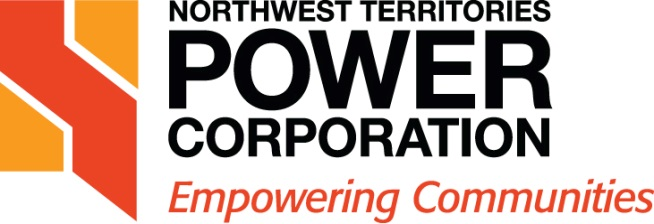 NORTHWEST TERRITORIES
POWER
CORPORATION
Empowering Communities